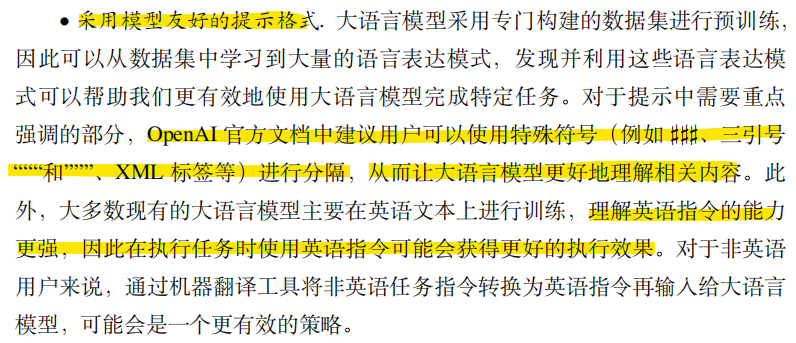 • 采用模型友好的提示格式. 大语言模型采用专门构建的数据集进行预训练，
因此可以从数据集中学习到大量的语言表达模式，发现并利用这些语言表达模
式可以帮助我们更有效地使用大语言模型完成特定任务。对于提示中需要重点
强调的部分，OpenAI 官方文档中建议用户可以使用特殊符号（例如 ♯♯♯、三引号
“““和”””、XML 标签等）进行分隔，从而让大语言模型更好地理解相关内容。此
外，大多数现有的大语言模型主要在英语文本上进行训练，理解英语指令的能力
更强，因此在执行任务时使用英语指令可能会获得更好的执行效果。对于非英语
用户来说，通过机器翻译工具将非英语任务指令转换为英语指令再输入给大语言
模型，可能会是一个更有效的策略。